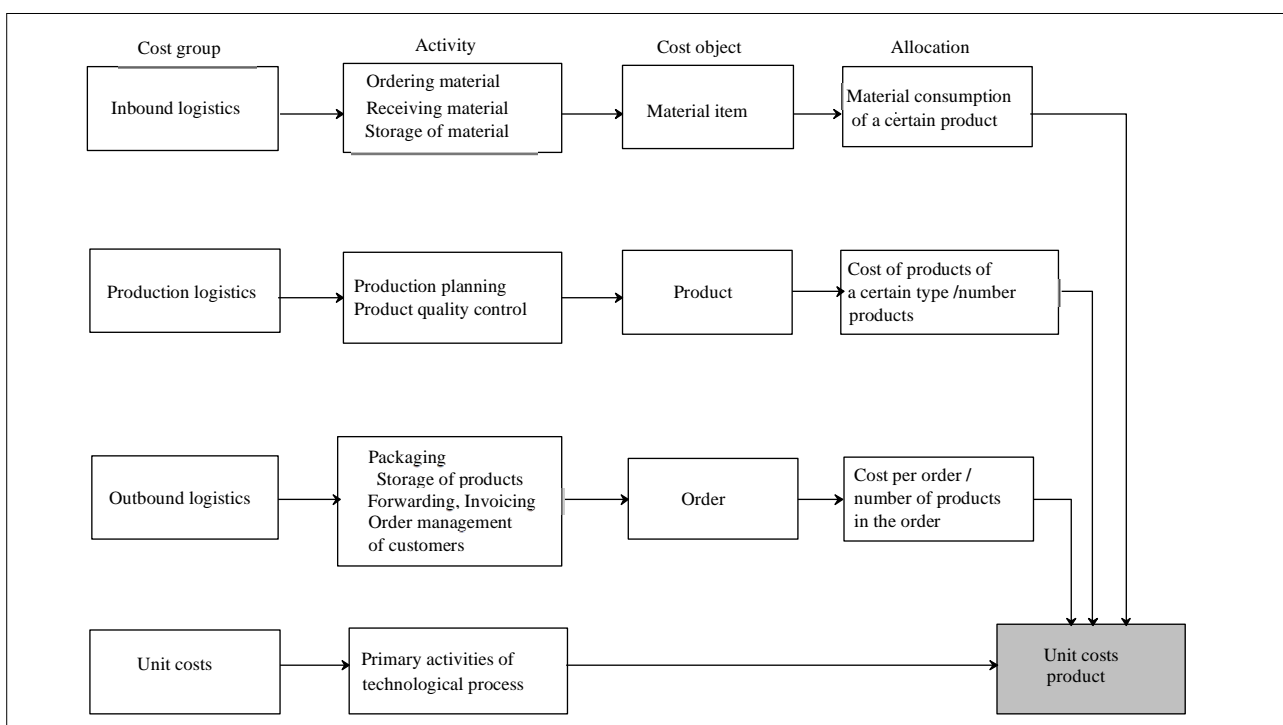 Cost group
Activity
Cost object
Allocation
Inbound logistics
Ordering material
Receiving material
Storage of material
Material item
Material consumption
of a certain product
Production logistics
Production planning
Product quality control
Product
Cost of products of
a certain type /number
products
Outbound logistics
Packaging
Storage of products
Forwarding, Invoicing
Order management
of customers
Order
Cost per order /
number of products
in the order
Unit costs
Primary activities of
technological process
Unit costs
product